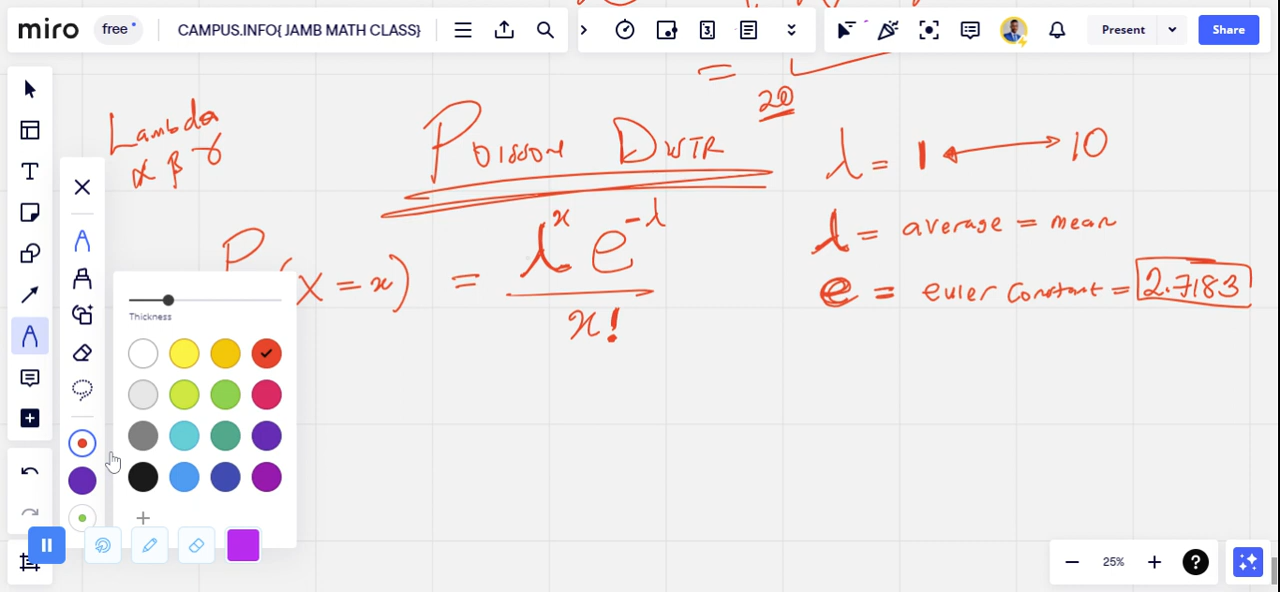 miro free CAMPUS.INFO{ JAMB MATH CLASS} Present Share
= 20
Lambda
α β γ
Poisson DISTR
λ = 1 ⟷ 10
P(X = x) = λ^x e^-λ / x!
λ = average = mean
e = euler constant = 2.7183
Thickness
25%